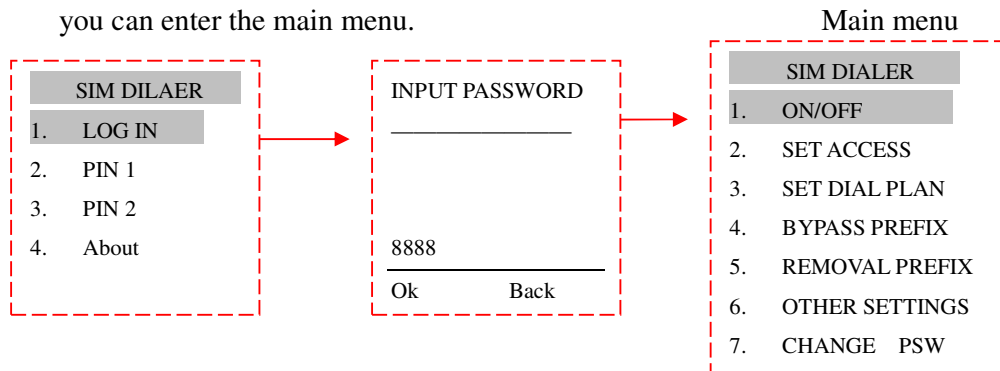 you can enter the main menu.
Main menu
SIM DILAER
1. LOG IN
2. PIN 1
3. PIN 2
4. About
INPUT PASSWORD
8888
Ok Back
SIM DIALER
1. ON/OFF
2. SET ACCESS
3. SET DIAL PLAN
4. BYPASS PREFIX
5. REMOVAL PREFIX
6. OTHER SETTINGS
7. CHANGE PSW